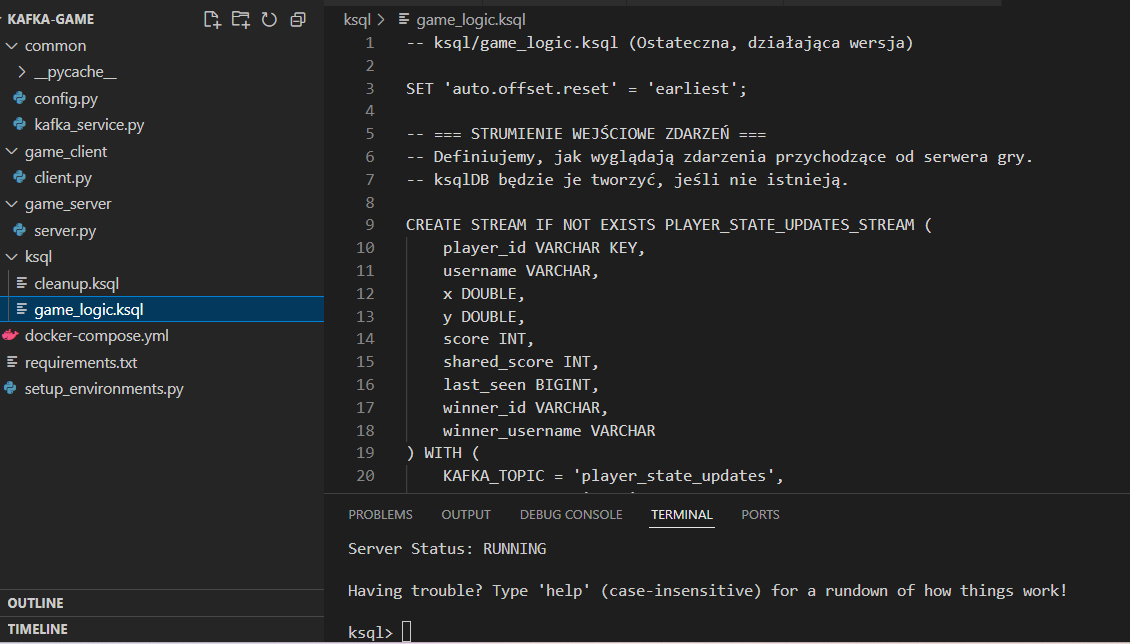 KAFKA-GAME
common
__pycache__
config.py
kafka_service.py
game_client
client.py
game_server
server.py
ksql
cleanup.ksql
game_logic.ksql
docker-compose.yml
requirements.txt
setup_environments.py
OUTLINE
TIMELINE
ksql > game_logic.ksql
1 -- ksql/game_logic.ksql (Ostateczna, działająca wersja)
2
3 SET 'auto.offset.reset' = 'earliest';
4
5 -- === STRUMIENIE WEJŚCIOWE ZDARZEŃ ===
6 -- Definiujemy, jak wyglądają zdarzenia przychodzące od serwera gry.
7 -- ksqlDB będzie je tworzyć, jeśli nie istnieją.
8
9 CREATE STREAM IF NOT EXISTS PLAYER_STATE_UPDATES_STREAM (
10 player_id VARCHAR KEY,
11 username VARCHAR,
12 x DOUBLE,
13 y DOUBLE,
14 score INT,
15 shared_score INT,
16 last_seen BIGINT,
17 winner_id VARCHAR,
18 winner_username VARCHAR
19 ) WITH (
20 KAFKA_TOPIC = 'player_state_updates',
PROBLEMS OUTPUT DEBUG CONSOLE TERMINAL PORTS
Server Status: RUNNING
Having trouble? Type 'help' (case-insensitive) for a rundown of how things work!
ksql>